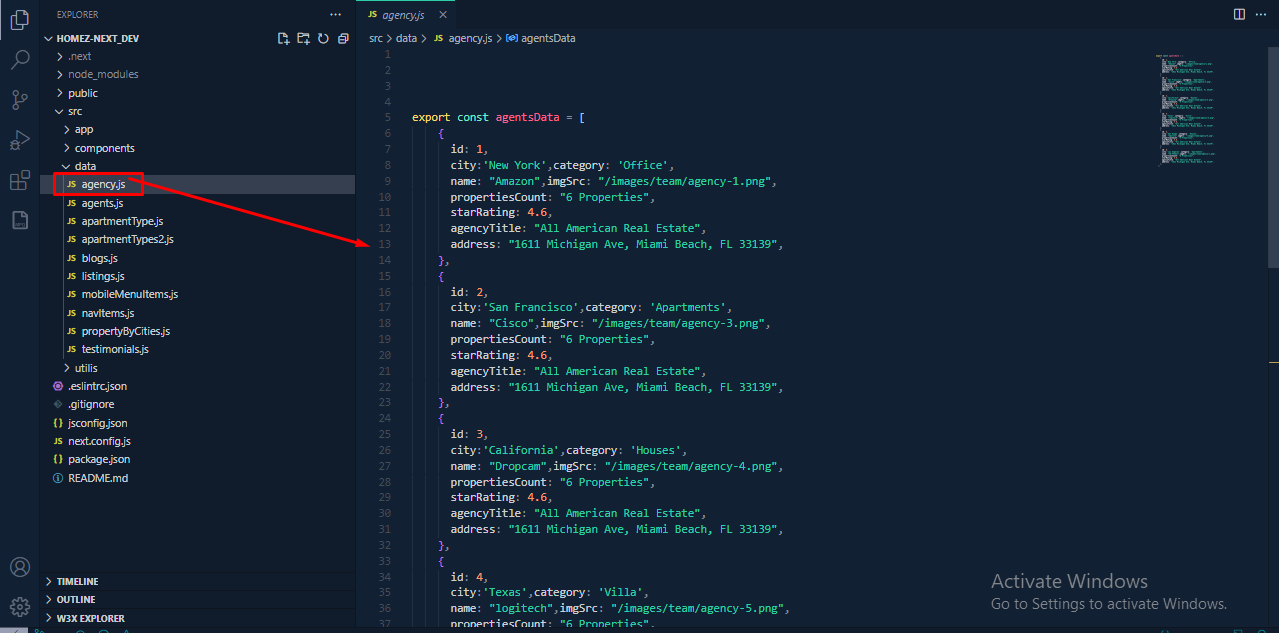 EXPLORER
HOMEZ-NEXT_DEV
.next
node_modules
public
src
app
components
data
JS agency.js
JS agents.js
JS apartmentType.js
JS apartmentTypes2.js
JS blogs.js
JS listings.js
JS mobileMenuItems.js
JS navItems.js
JS propertyByCities.js
JS testimonials.js
utilis
.eslintrc.json
.gitignore
{} jsconfig.json
JS next.config.js
{} package.json
README.md
TIMELINE
OUTLINE
W3X EXPLORER
JS agency.js
src > data > JS agency.js > agentsData
1
2
3
4
5 export const agentsData = [
6 {
7 id: 1,
8 city:'New York',category: 'Office',
9 name: "Amazon",imgSrc: "/images/team/agency-1.png",
10 propertiesCount: "6 Properties",
11 starRating: 4.6,
12 agencyTitle: "All American Real Estate",
13 address: "1611 Michigan Ave, Miami Beach, FL 33139",
14 },
15 {
16 id: 2,
17 city:'San Francisco',category: 'Apartments',
18 name: "Cisco",imgSrc: "/images/team/agency-3.png",
19 propertiesCount: "6 Properties",
20 starRating: 4.6,
21 agencyTitle: "All American Real Estate",
22 address: "1611 Michigan Ave, Miami Beach, FL 33139",
23 },
24 {
25 id: 3,
26 city:'California',category: 'Houses',
27 name: "Dropcam",imgSrc: "/images/team/agency-4.png",
28 propertiesCount: "6 Properties",
29 starRating: 4.6,
30 agencyTitle: "All American Real Estate",
31 address: "1611 Michigan Ave, Miami Beach, FL 33139",
32 },
33 {
34 id: 4,
35 city:'Texas',category: 'Villa',
36 name: "logitech",imgSrc: "/images/team/agency-5.png",
37 propertiesCount: "6 Properties",
Activate Windows
Go to Settings to activate Windows.